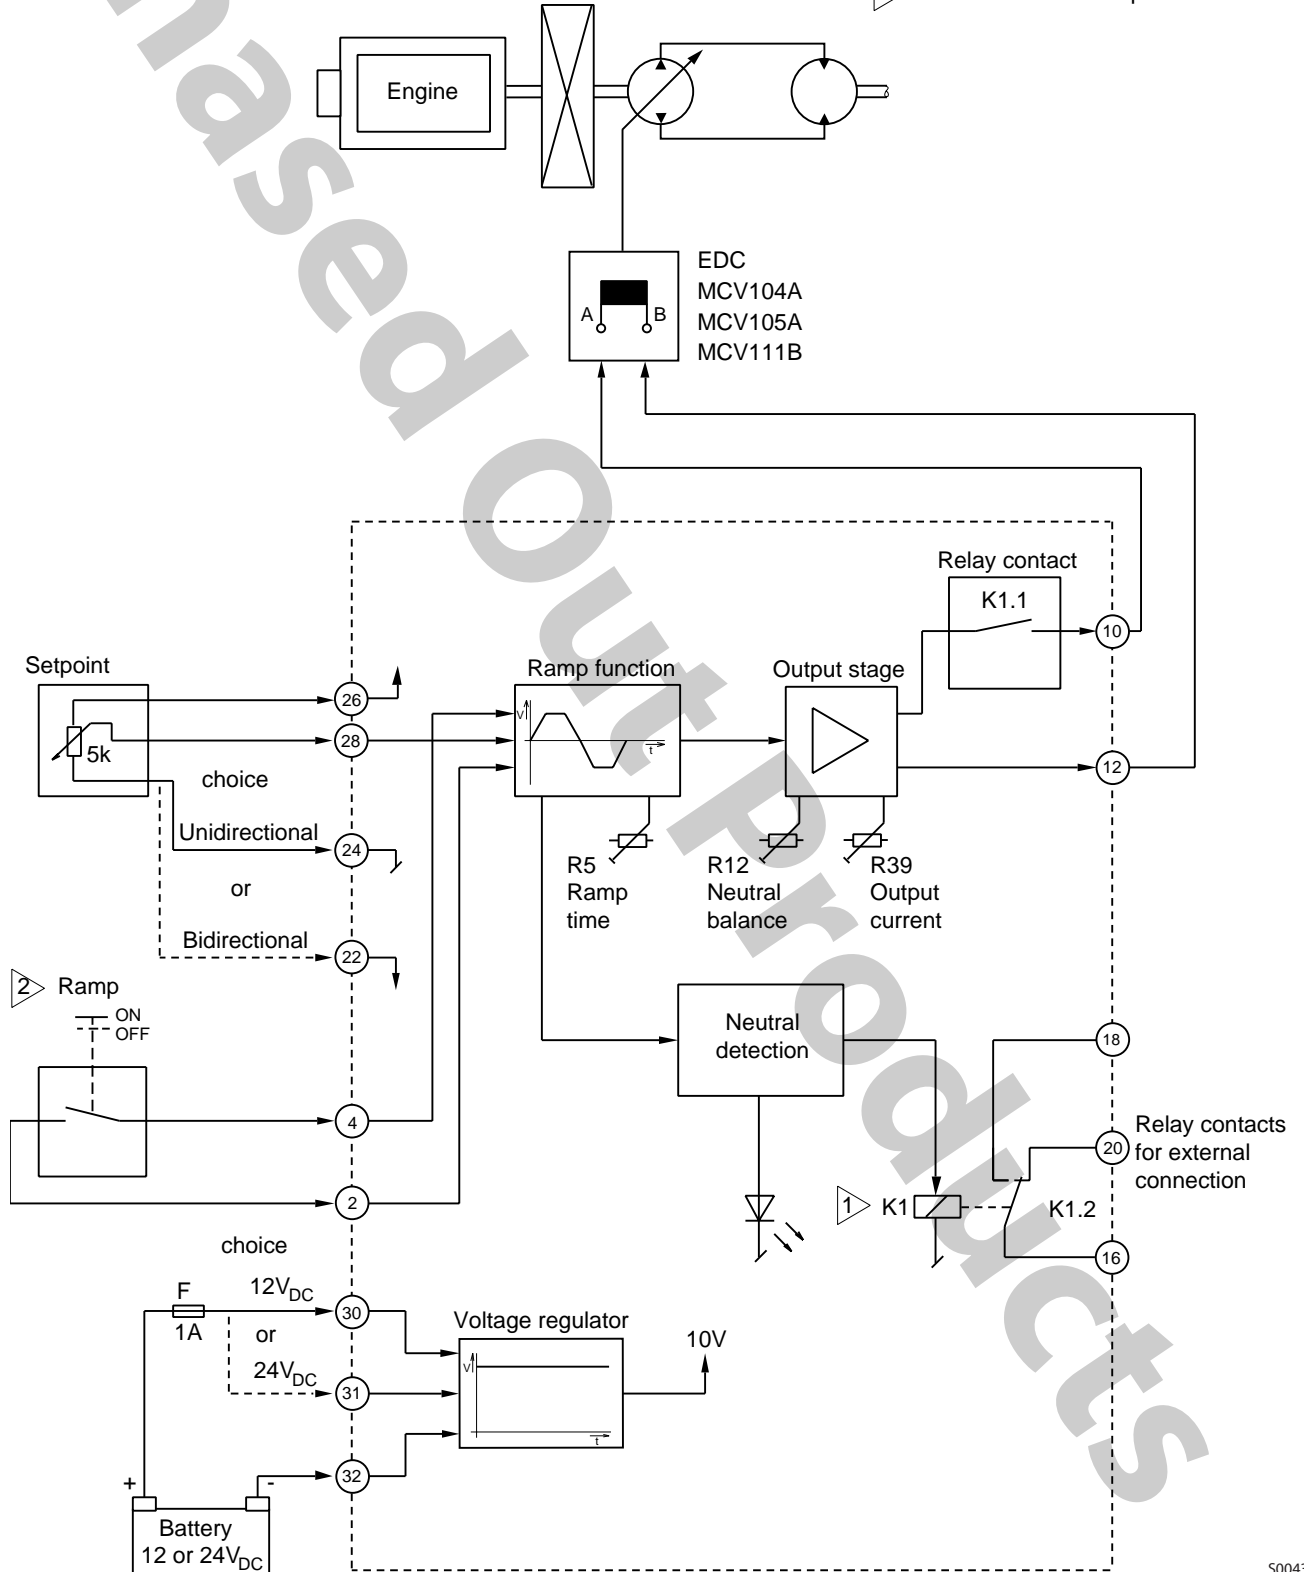 Engine
EDC
MCV104A
MCV105A
MCV111B
A
B
Relay contact
K1.1
10
Setpoint
Ramp function
Output stage
26
V
28
5k
t
12
choice
Unidirectional
24
R5
Ramp
time
R12
Neutral
balance
R39
Output
current
or
Bidirectional
22
2
Ramp
ON
OFF
Neutral
detection
18
4
20
Relay contacts
for external
connection
2
1
K1
K1.2
16
choice
F
12VDC
30
1A
or
Voltage regulator
10V
24VDC
31
V
t
32
+
-
Battery
12 or 24VDC
Phased Out Products